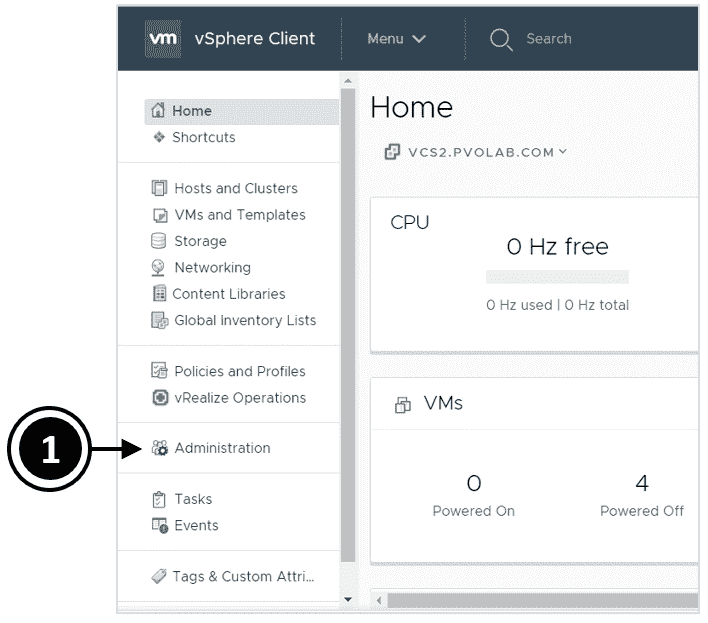 vm vSphere Client Menu Search
Home
Shortcuts
Hosts and Clusters
VMs and Templates
Storage
Networking
Content Libraries
Global Inventory Lists
Policies and Profiles
vRealize Operations
1 Administration
Tasks
Events
Tags & Custom Attri...
Home
VCS2.PVOLAB.COM
CPU
0 Hz free
0 Hz used | 0 Hz total
VMs
0 4
Powered On Powered Off